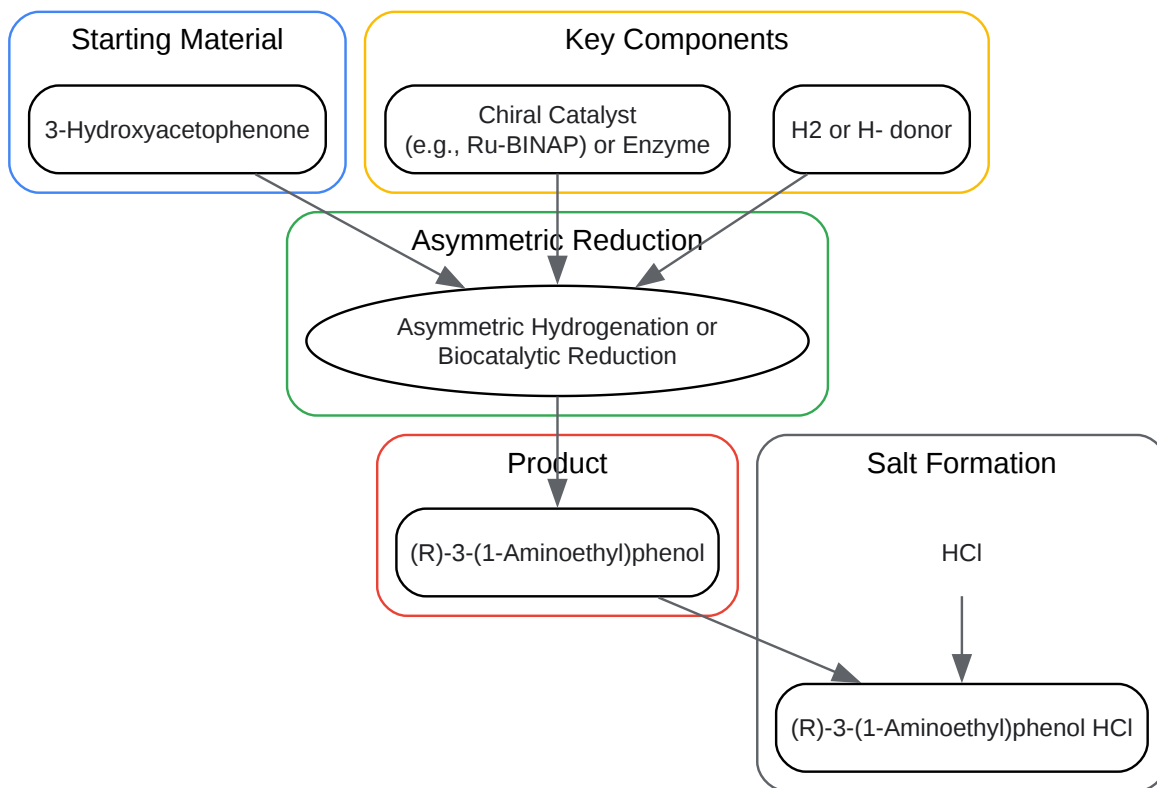 Starting Material
Key Components
3-Hydroxyacetophenone
Chiral Catalyst
(e.g., Ru-BINAP) or Enzyme
H2 or H- donor
Asymmetric Reduction
Asymmetric Hydrogenation or
Biocatalytic Reduction
Product
Salt Formation
(R)-3-(1-Aminoethyl)phenol
HCl
(R)-3-(1-Aminoethyl)phenol HCl